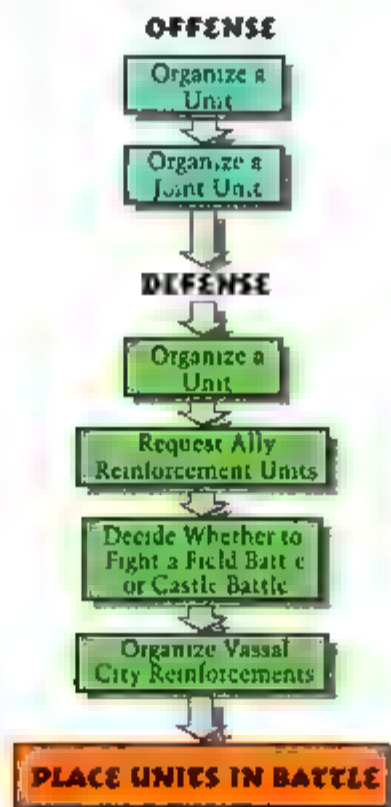 OFFENSE
Organize a
Unit
Organize a
Joint Unit
DEFENSE
Organize a
Unit
Request Ally
Reinforcement Units
Decide Whether to
Fight a Field Battle
or Castle Battle
Organize Vassal
City Reinforcements
PLACE UNITS IN BATTLE